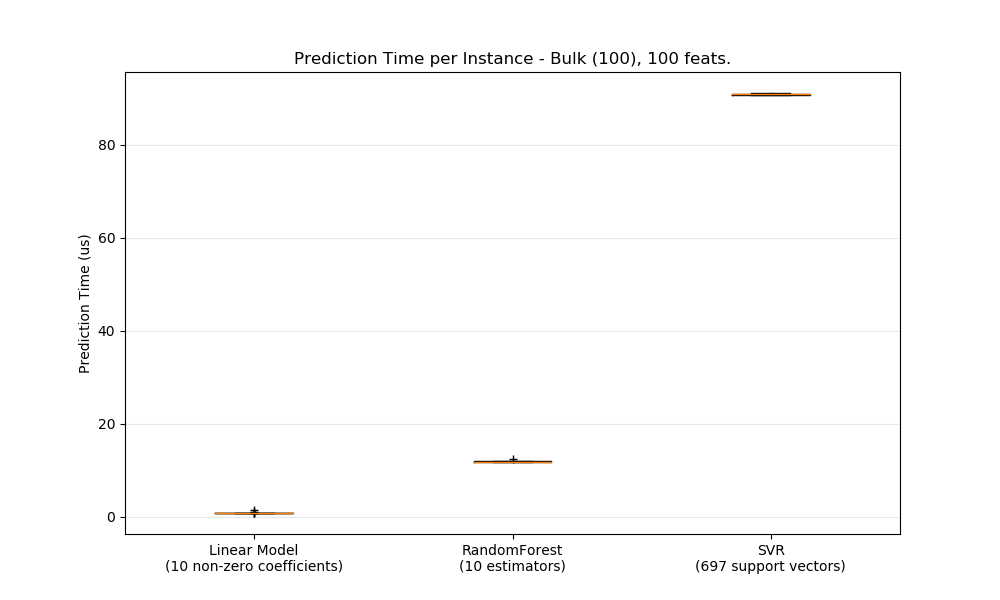 Prediction Time per Instance - Bulk (100), 100 feats.
Prediction Time (us)
80
60
40
20
0
Linear Model
(10 non-zero coefficients)
RandomForest
(10 estimators)
SVR
(697 support vectors)